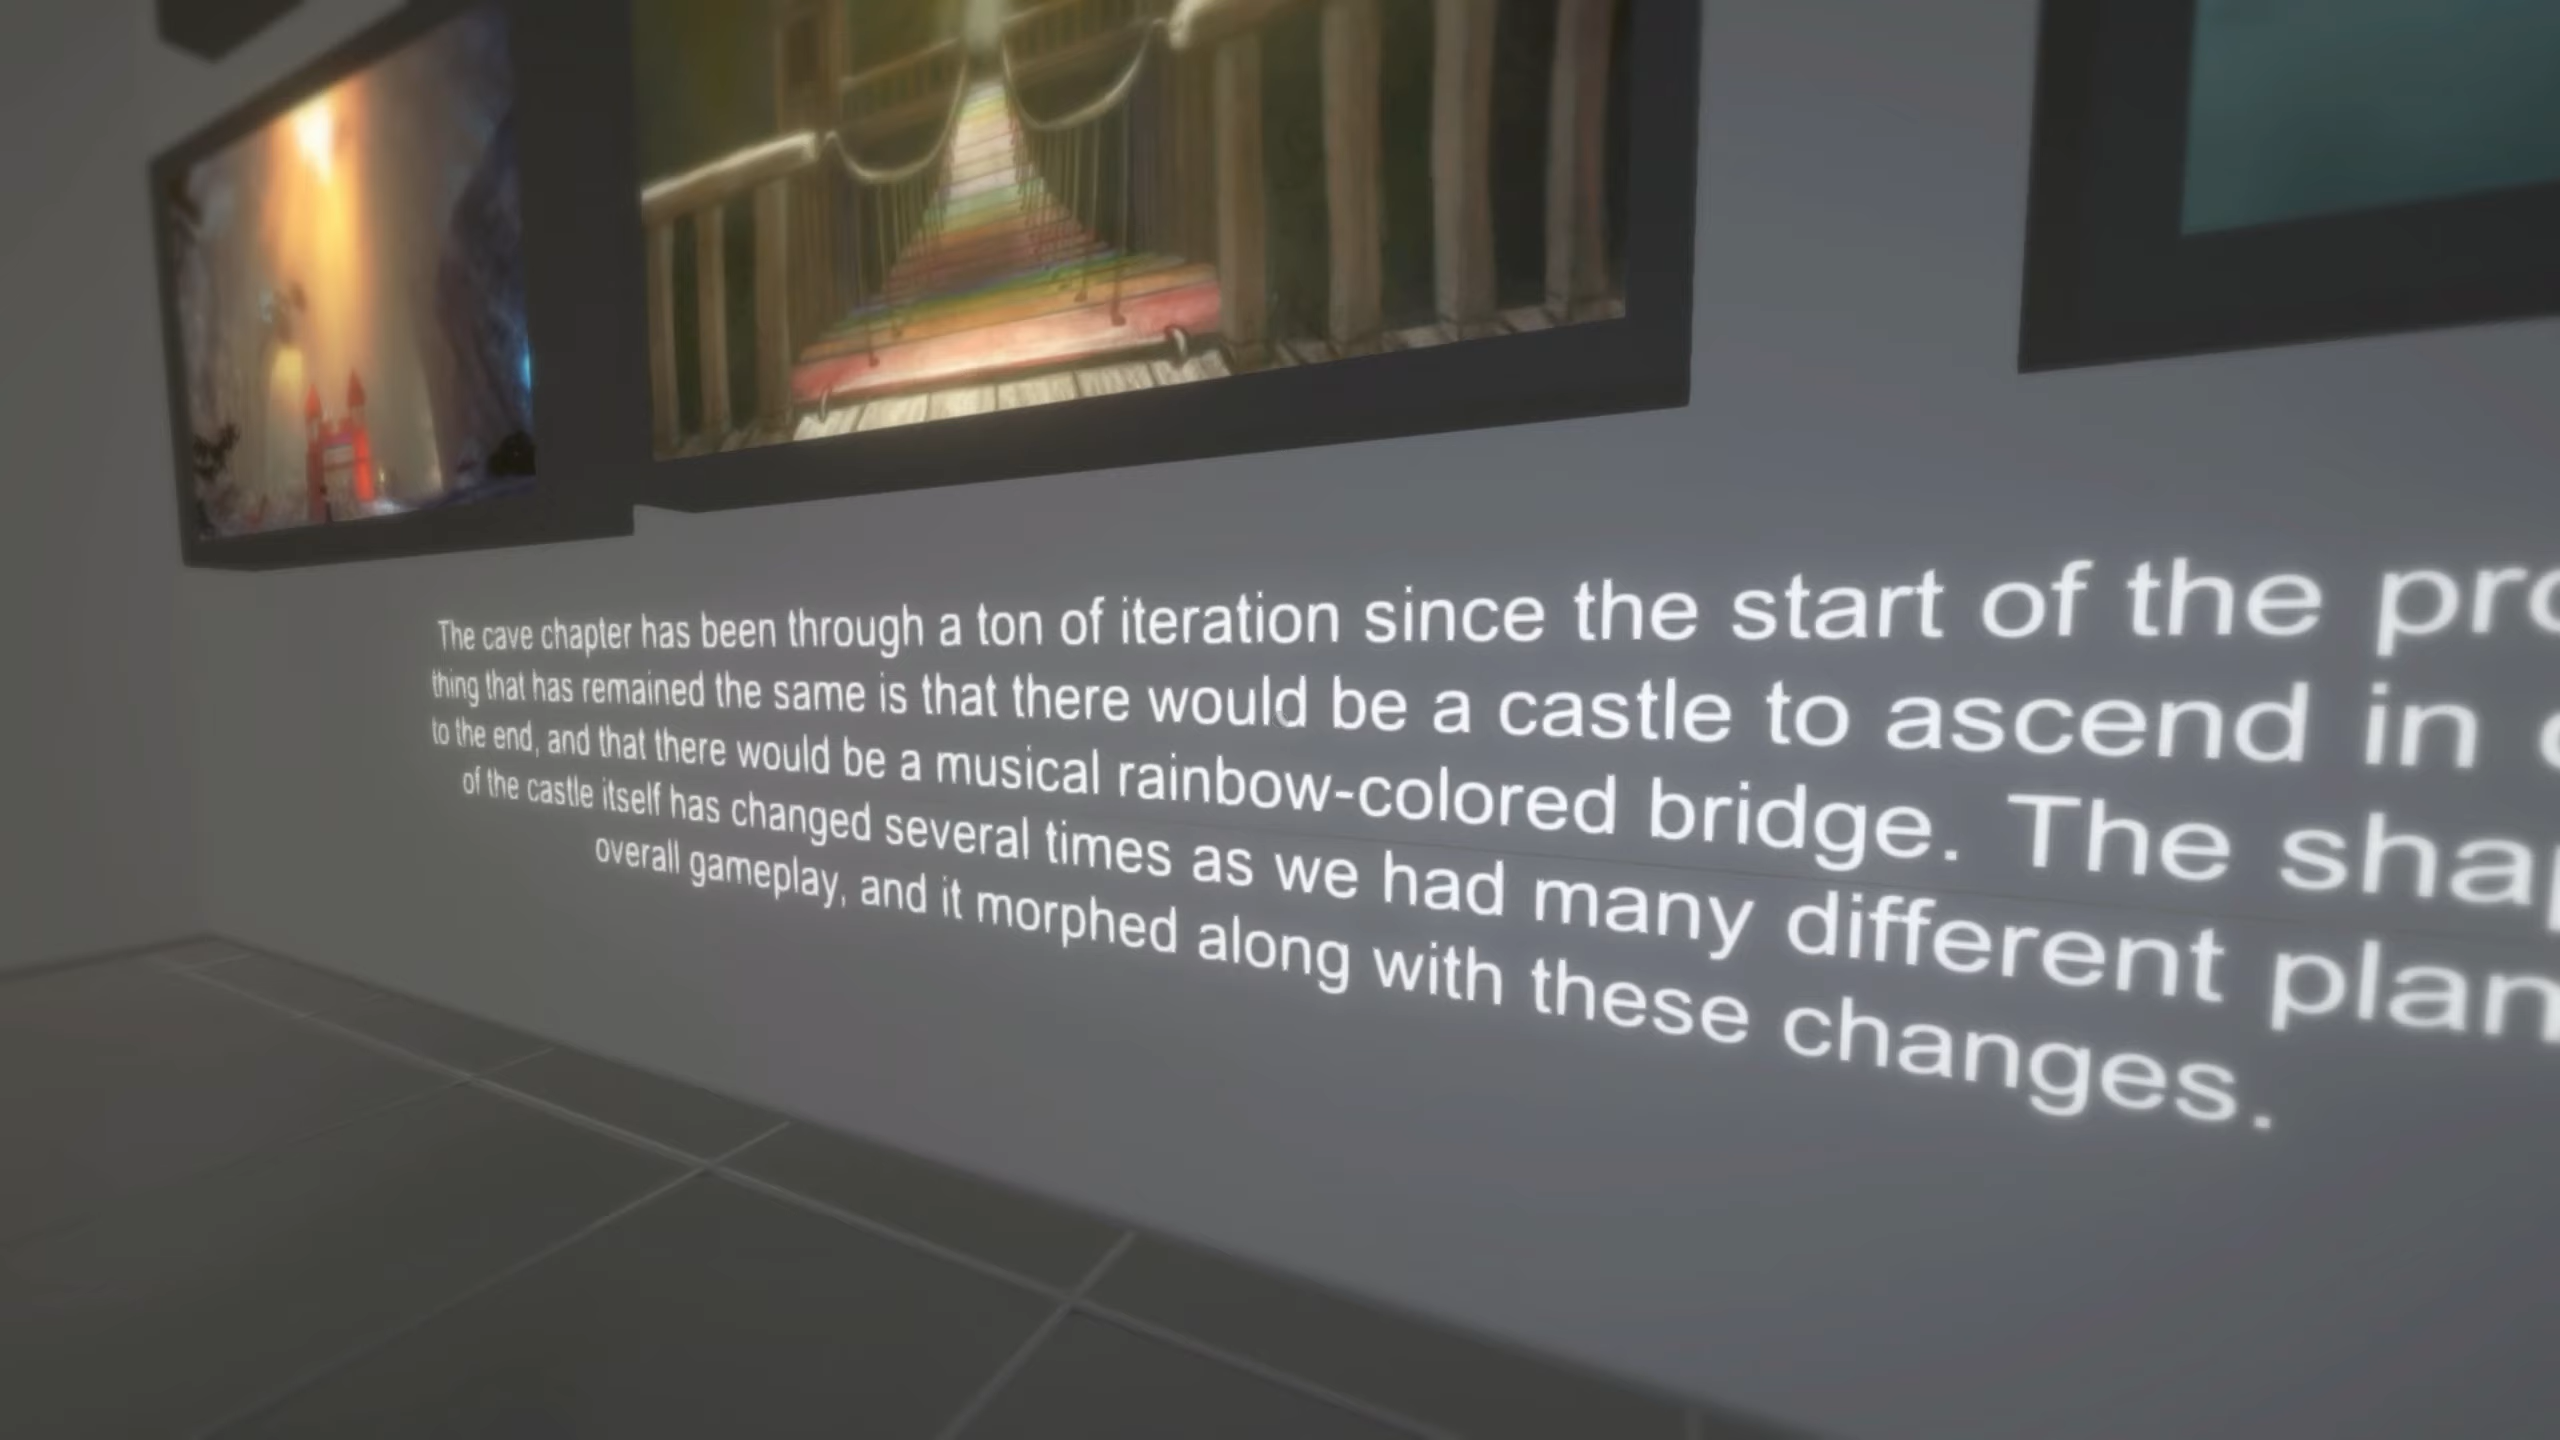 The cave chapter has been through a ton of iteration since the start of the
thing that has remained the same is that there would be a castle to ascend in
to the end, and that there would be a musical rainbow-colored bridge. The
of the castle itself has changed several times as we had many different
overall gameplay, and it morphed along with these changes.